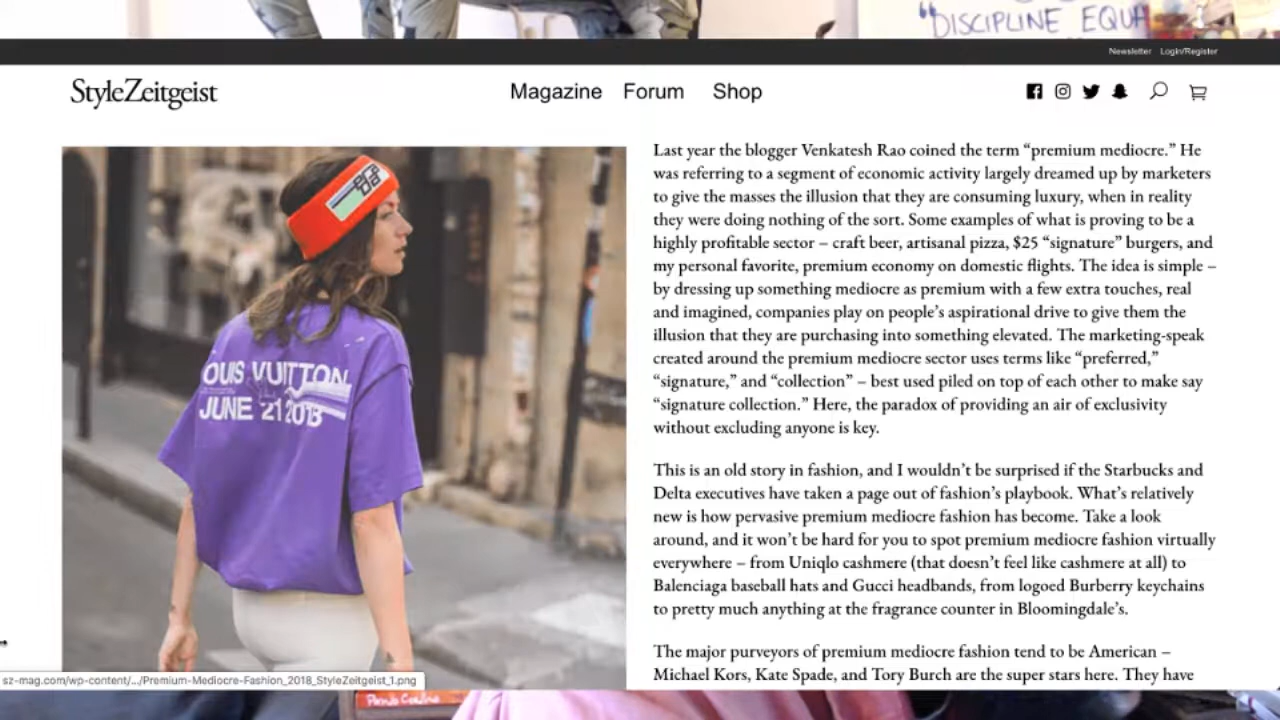 “DISCIPLINE EQUA
Newsletter Login/Register
StyleZeitgeist
Magazine Forum Shop
Last year the blogger Venkatesh Rao coined the term “premium mediocre.” He
was referring to a segment of economic activity largely dreamed up by marketers
to give the masses the illusion that they are consuming luxury, when in reality
they were doing nothing of the sort. Some examples of what is proving to be a
highly profitable sector – craft beer, artisanal pizza, $25 “signature” burgers, and
my personal favorite, premium economy on domestic flights. The idea is simple –
by dressing up something mediocre as premium with a few extra touches, real
and imagined, companies play on people’s aspirational drive to give them the
illusion that they are purchasing into something elevated. The marketing-speak
created around the premium mediocre sector uses terms like “preferred,”
“signature,” and “collection” – best used piled on top of each other to make say
“signature collection.” Here, the paradox of providing an air of exclusivity
without excluding anyone is key.
This is an old story in fashion, and I wouldn’t be surprised if the Starbucks and
Delta executives have taken a page out of fashion’s playbook. What’s relatively
new is how pervasive premium mediocre fashion has become. Take a look
around, and it won’t be hard for you to spot premium mediocre fashion virtually
everywhere – from Uniqlo cashmere (that doesn’t feel like cashmere at all) to
Balenciaga baseball hats and Gucci headbands, from logoed Burberry keychains
to pretty much anything at the fragrance counter in Bloomingdale’s.
The major purveyors of premium mediocre fashion tend to be American –
Michael Kors, Kate Spade, and Tory Burch are the super stars here. They have
OUIS VUITTON
JUNE 21 2018
sz-mag.com/wp-content/.../Premium-Mediocre-Fashion_2018_StyleZeitgeist_1.png
Paulo Coelho